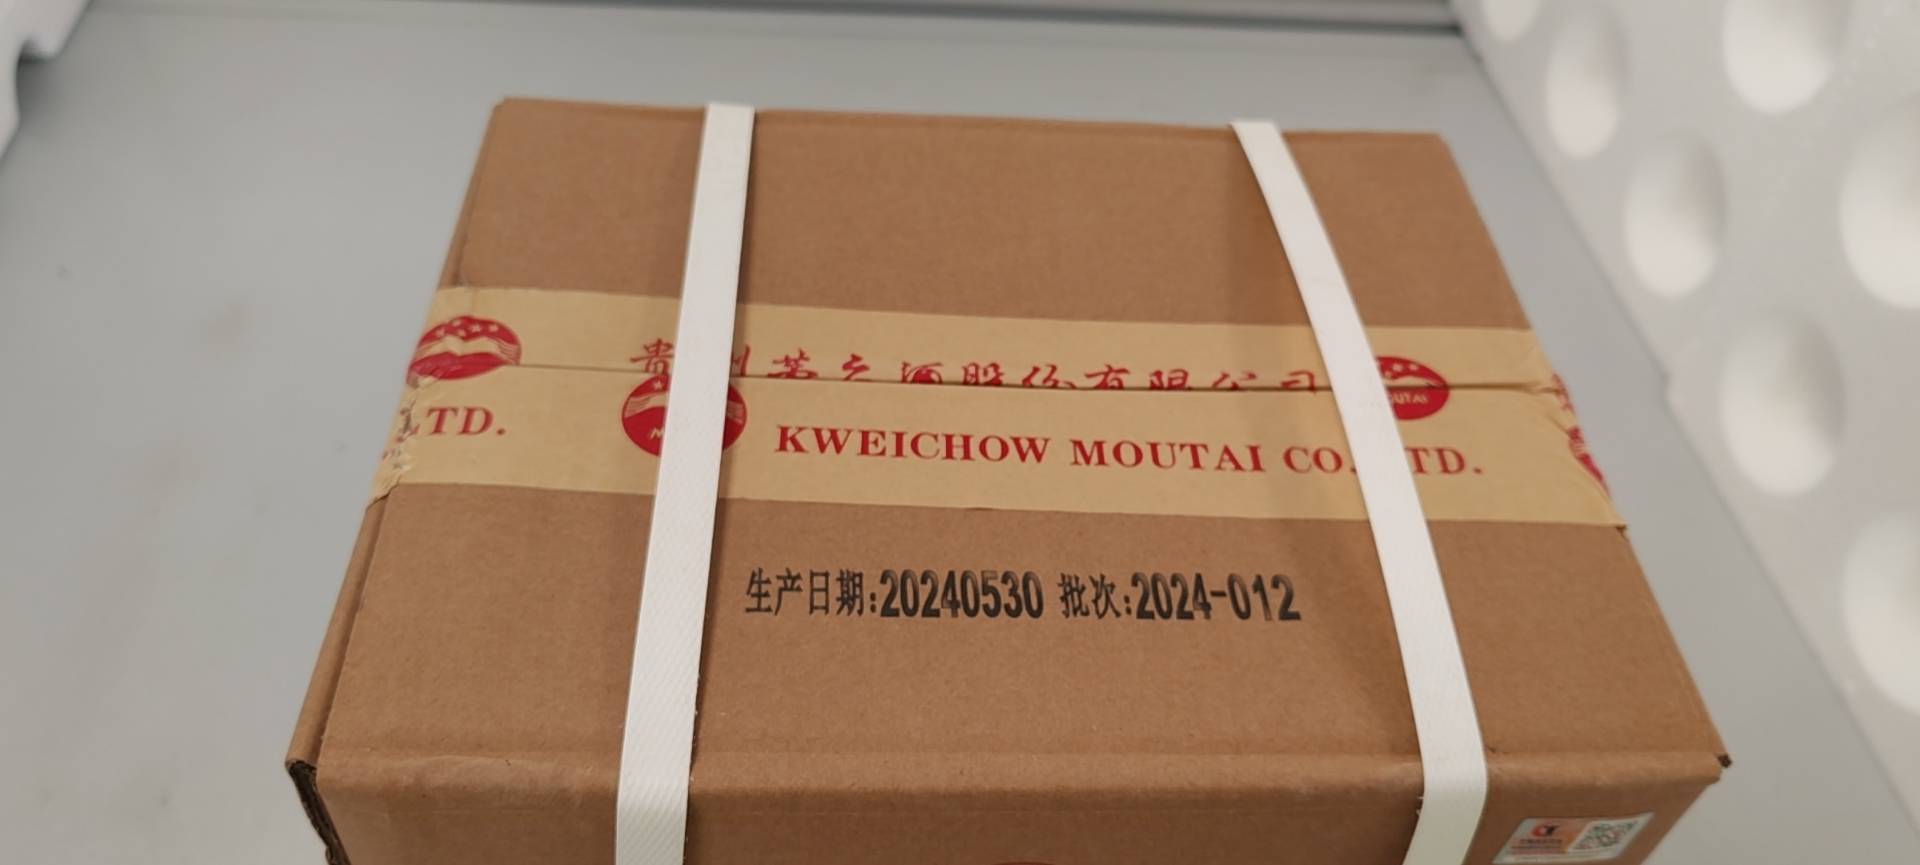 贵州茅台酒股份有限公司
MOUTAI
LTD.
KWEICHOW MOUTAI CO., LTD.
生产日期:20240530 批次:2024-012